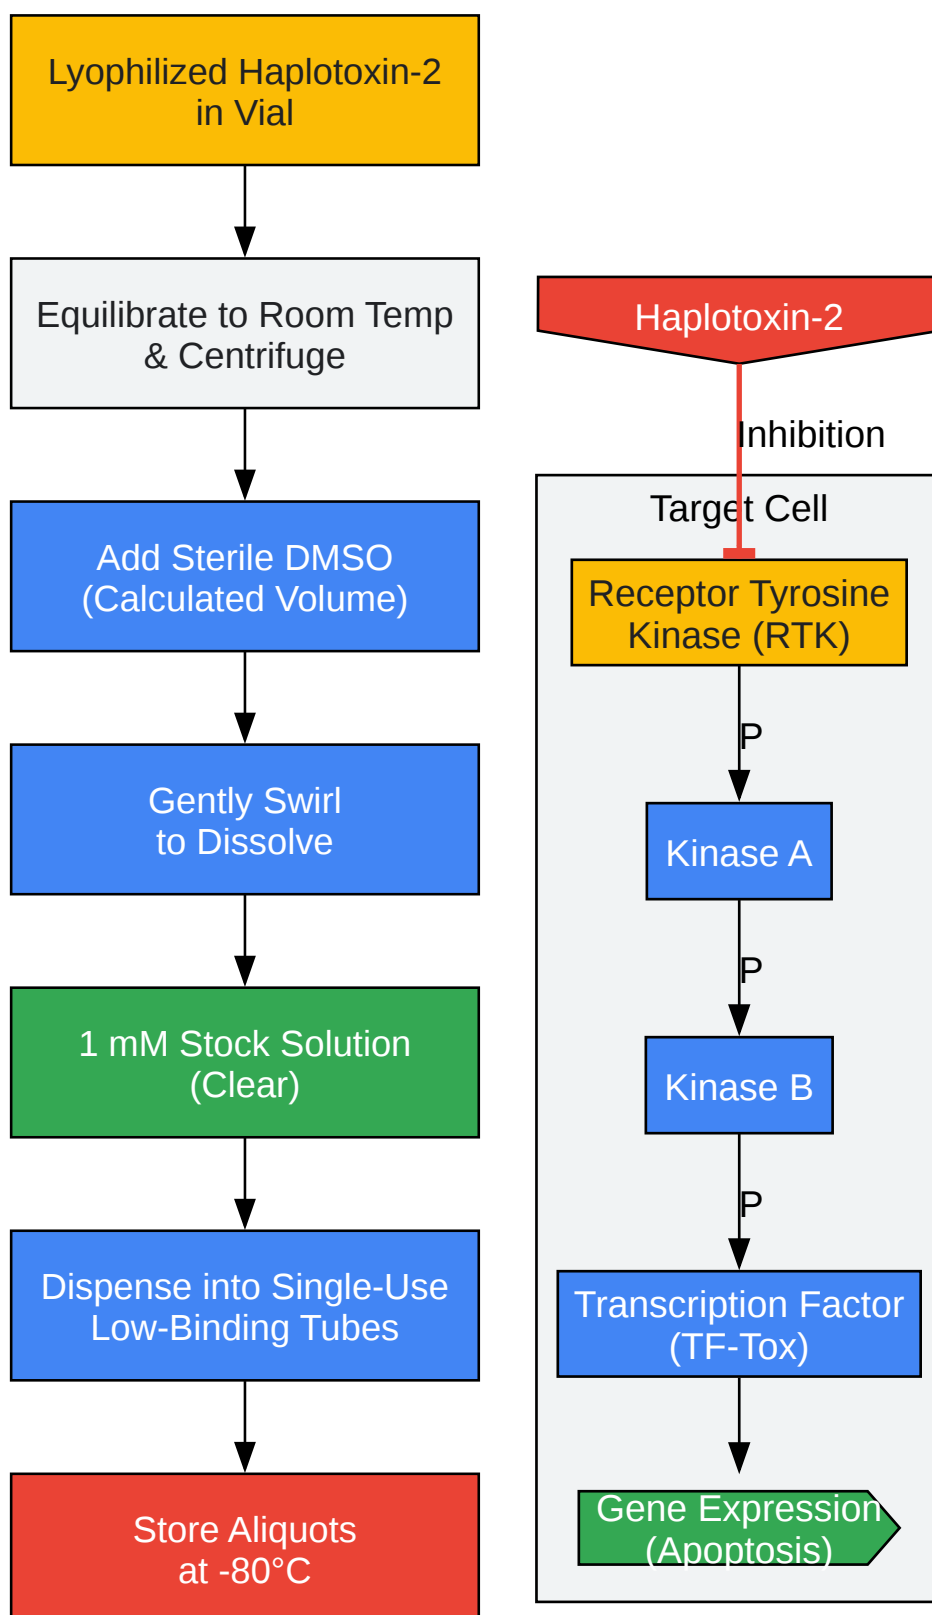 Lyophilized Haplotoxin-2
in Vial
Equilibrate to Room Temp
& Centrifuge
Add Sterile DMSO
(Calculated Volume)
Gently Swirl
to Dissolve
1 mM Stock Solution
(Clear)
Dispense into Single-Use
Low-Binding Tubes
Store Aliquots
at -80°C
Haplotoxin-2
Inhibition
Target Cell
Receptor Tyrosine
Kinase (RTK)
P
Kinase A
P
Kinase B
P
Transcription Factor
(TF-Tox)
Gene Expression
(Apoptosis)